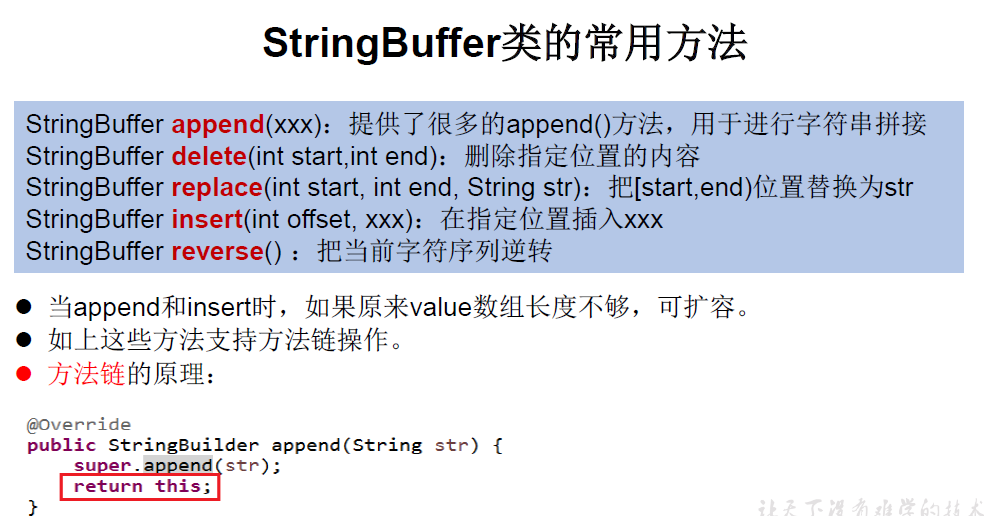 StringBuffer类的常用方法
StringBuffer append(xxx)：提供了很多的append()方法，用于进行字符串拼接
StringBuffer delete(int start,int end)：删除指定位置的内容
StringBuffer replace(int start, int end, String str)：把[start,end)位置替换为str
StringBuffer insert(int offset, xxx)：在指定位置插入xxx
StringBuffer reverse() ：把当前字符序列逆转
● 当append和insert时，如果原来value数组长度不够，可扩容。
● 如上这些方法支持方法链操作。
● 方法链的原理：
@Override
public StringBuilder append(String str) {
    super.append(str);
    return this;
}
让天下没有难学的技术